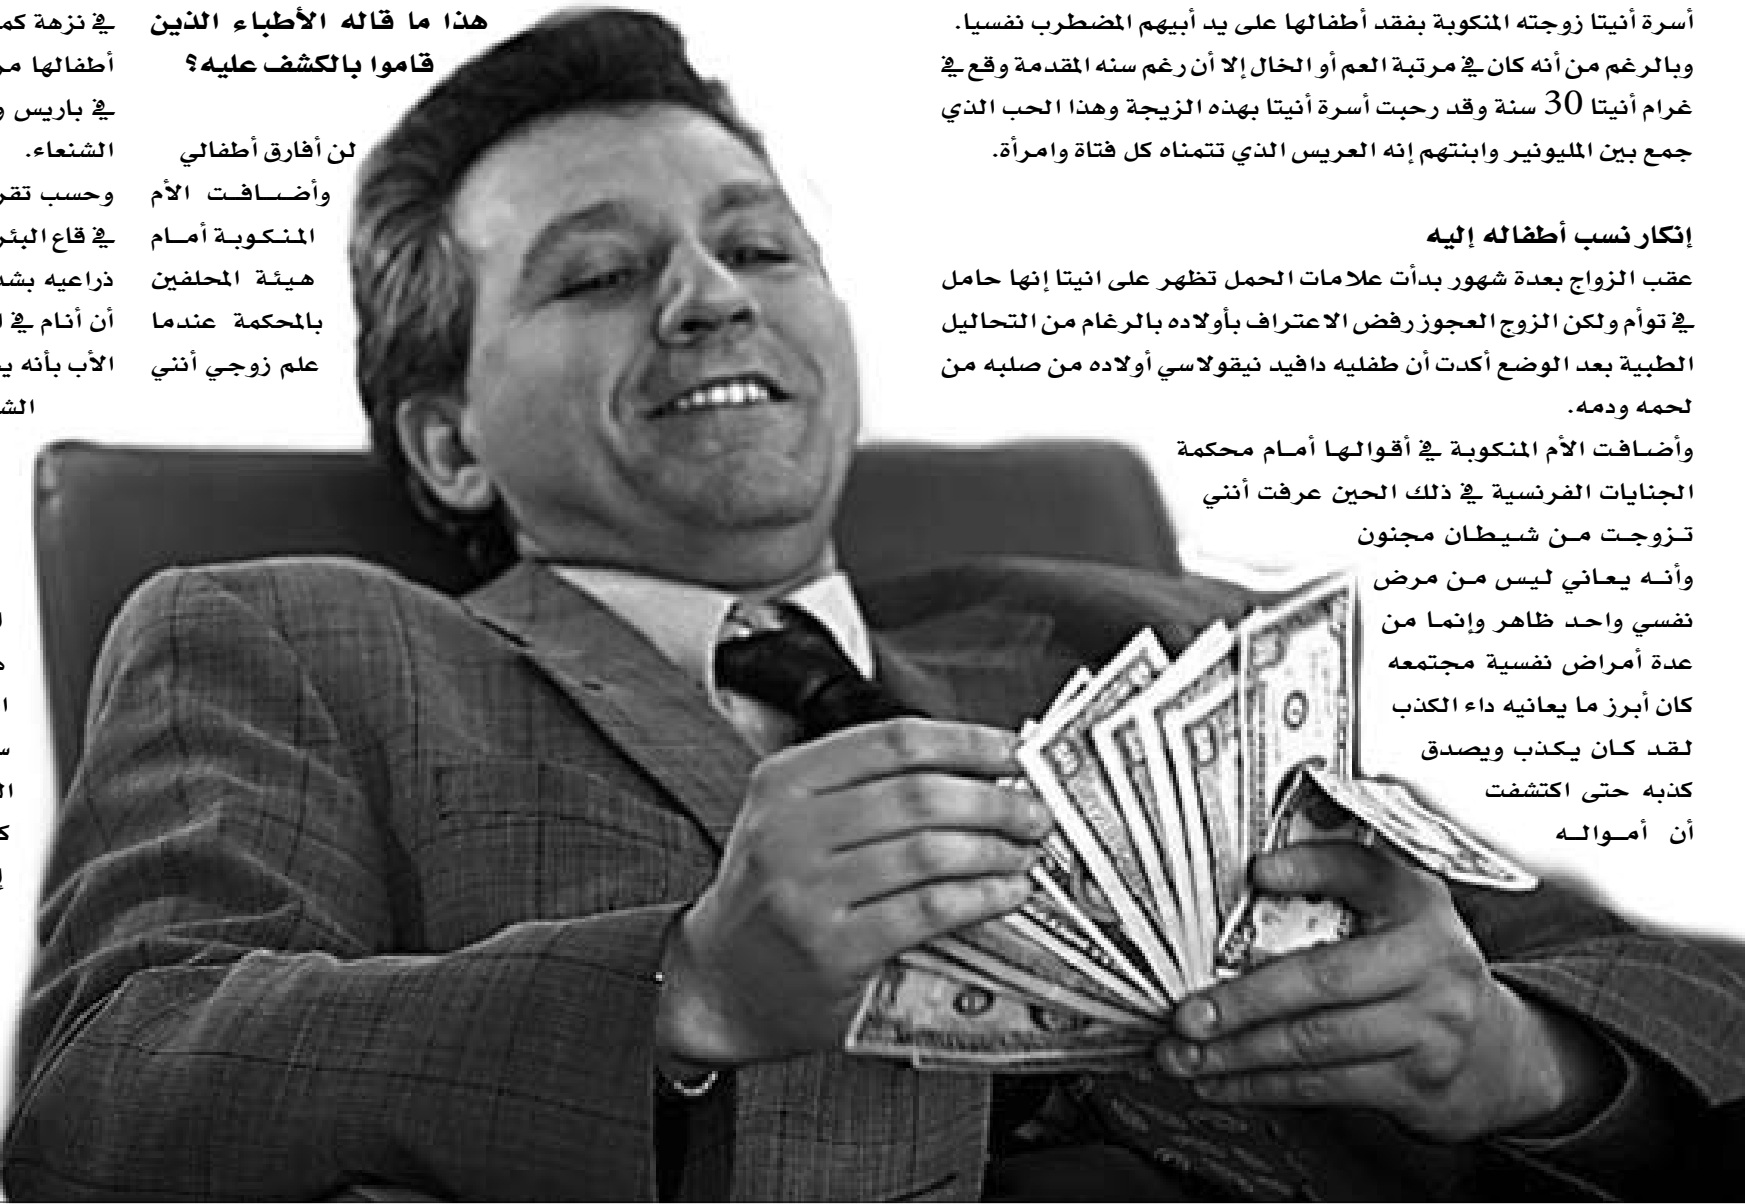 أسرة أنيتا زوجته المنكوبة بفقد أطفالها على يد أبيهم المضطرب نفسيا.
وبالرغم من أنه كان في مرتبة العم أو الخال إلا أن رغم سنه المقدمة وقع في
غرام أنيتا 30 سنة وقد رحبت أسرة أنيتا بهذه الزيجة وهذا الحب الذي
جمع بين المليونير وابنتهم إنه العريس الذي تتمناه كل فتاة وامرأة.
إنكار نسب أطفاله إليه
عقب الزواج بعدة شهور بدأت علامات الحمل تظهر على انيتا إنها حامل
في توأم ولكن الزوج العجوز رفض الاعتراف بأولاده بالرغام من التحاليل
الطبية بعد الوضع أكدت أن طفليه دافيد نيقولاسي أولاده من صلبه من
لحمه ودمه.
وأضافت الأم المنكوبة في أقوالها أمام محكمة
الجنايات الفرنسية في ذلك الحين عرفت أنني
تزوجت من شيطان مجنون
وأنه يعاني ليس من مرض
نفسي واحد ظاهر وإنما من
عدة أمراض نفسية مجتمعه
كان أبرز ما يعانيه داء الكذب
لقد كان يكذب ويصدق
كذبه حتى اكتشفت
أن أمواله
هذا ما قاله الأطباء الذين
قاموا بالكشف عليه؟
لن أفارق أطفالي
وأضافت الأم
المنكوبة أمام
هيئة المحلفين
بالمحكمة عندما
علم زوجي أنني
في نزهة
أطفالها
في باريس
الشنعاء.
وحسب
في قاع البئر
ذراعيه
أن أنام في
الأب بأنه